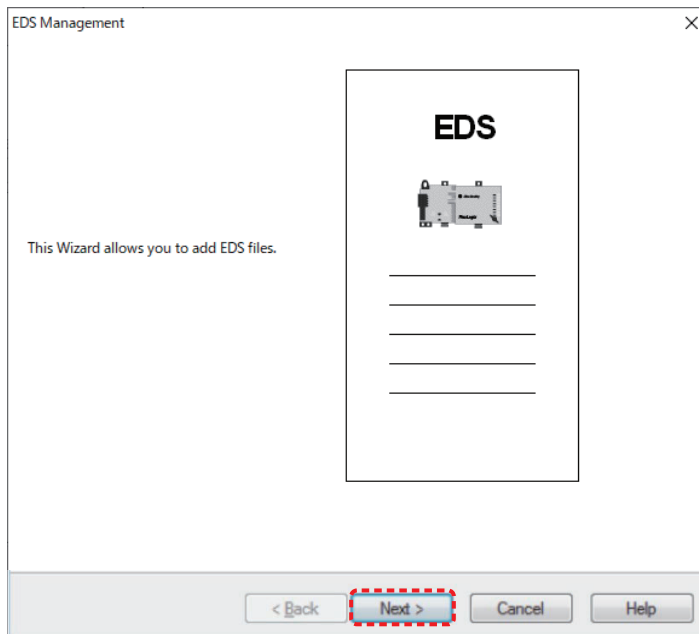 EDS Management
EDS
This Wizard allows you to add EDS files.
< Back
Next >
Cancel
Help